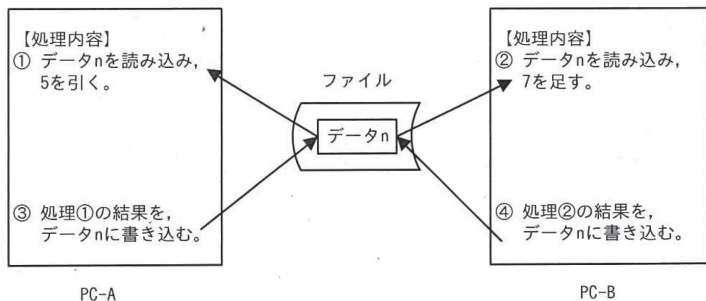 【処理内容】
① データnを読み込み,
5を引く。
③ 処理①の結果を,
データnに書き込む。
PC-A
ファイル
データn
【処理内容】
② データnを読み込み,
7を足す。
④ 処理②の結果を,
データnに書き込む。
PC-B